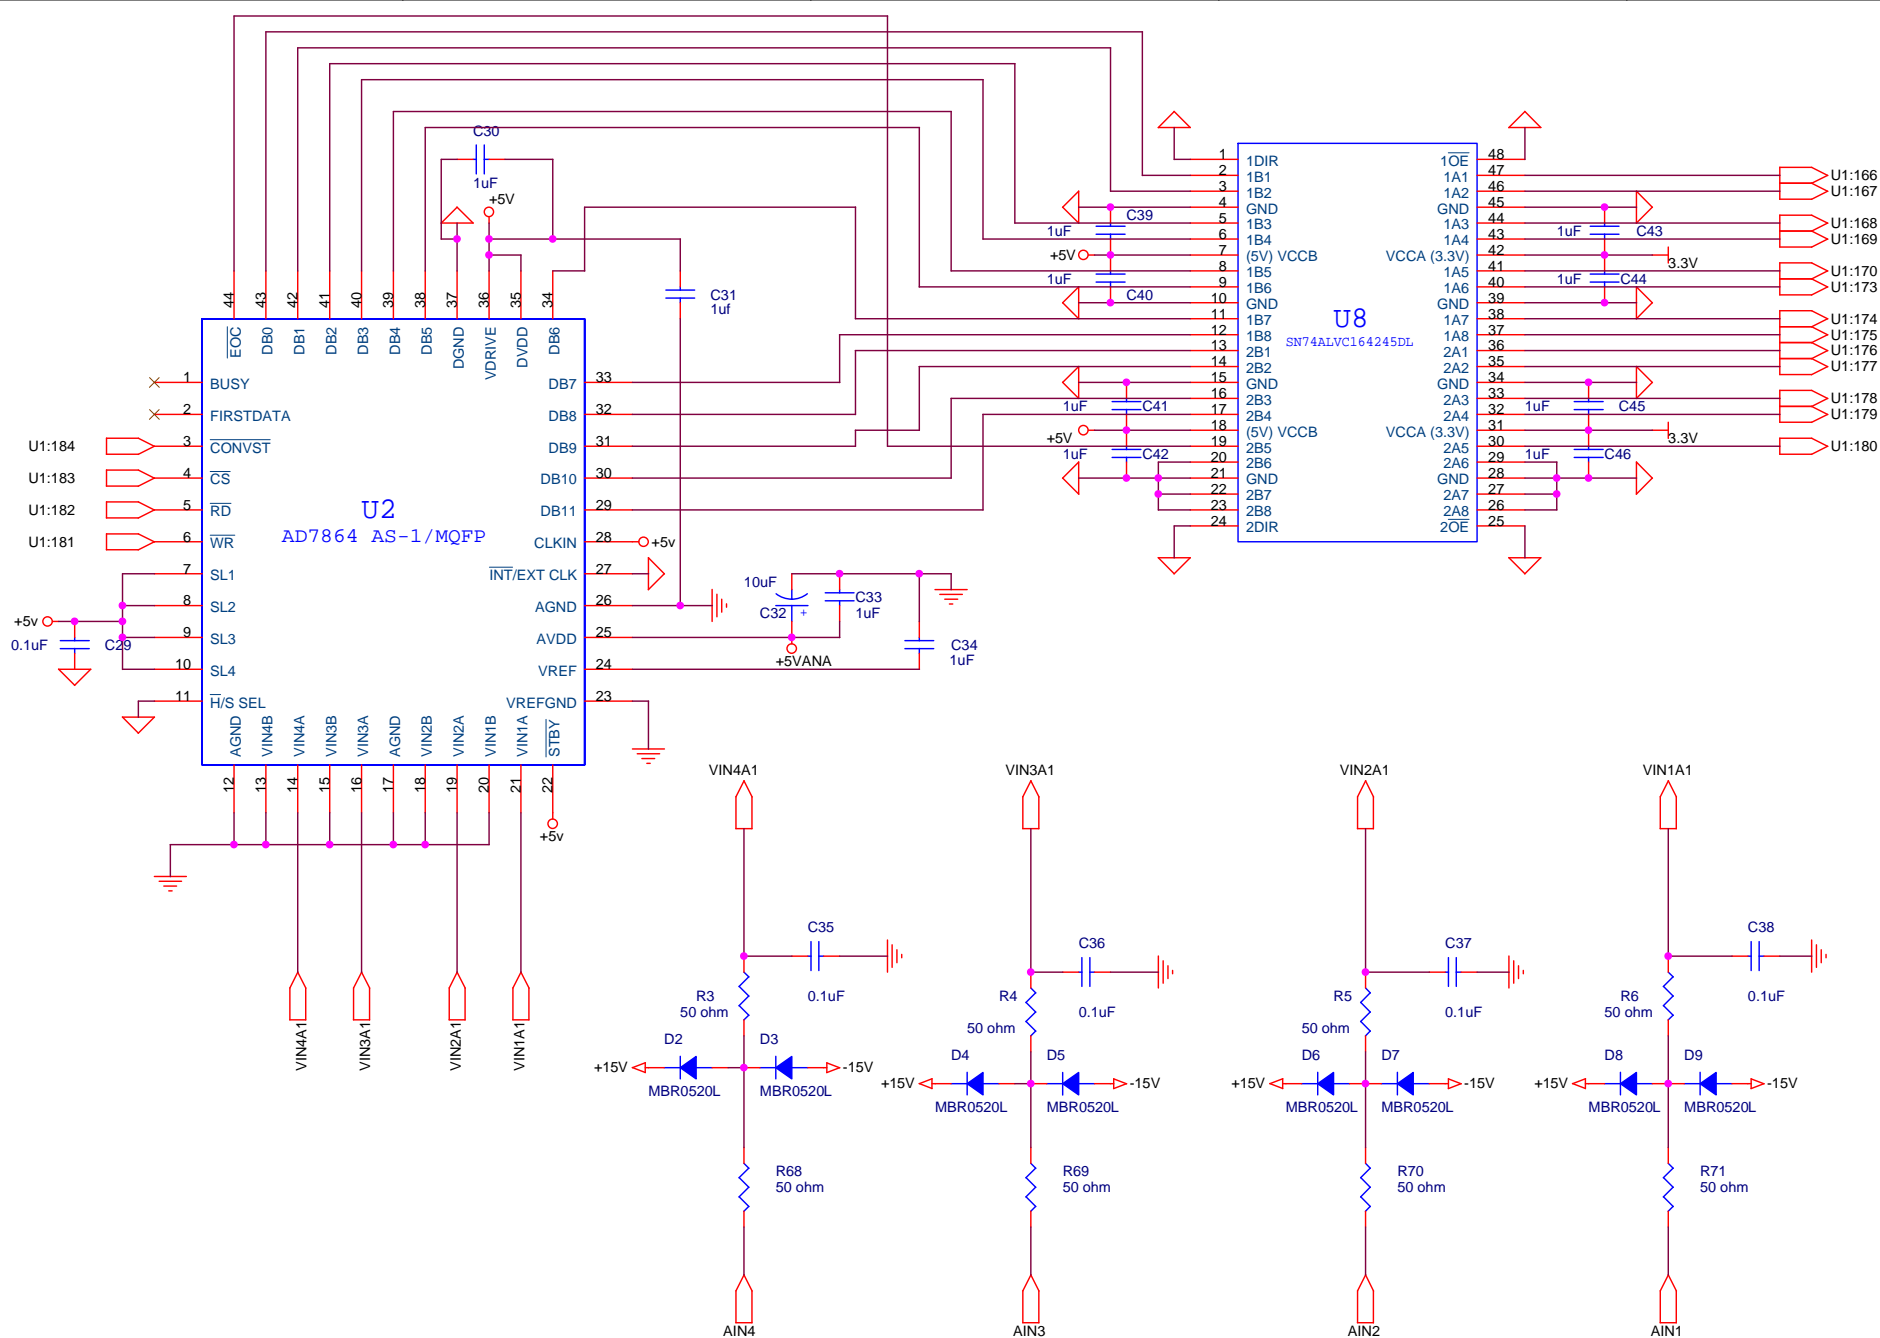 C30
1uF
+5V
44
43
42
41
40
39
38
37
36
35
34
EOC
DB0
DB1
DB2
DB3
DB4
DB5
DGND
VDRIVE
DVDD
DB6
C31
1uf
1 BUSY
2 FIRSTDATA
U1:184 3 CONVST
U1:183 4 CS
U1:182 5 RD
U1:181 6 WR
7 SL1
8 SL2
9 SL3
10 SL4
11 H/S SEL
+5v
0.1uF C29
U2
AD7864 AS-1/MQFP
DB7 33
DB8 32
DB9 31
DB10 30
DB11 29
CLKIN 28 +5v
INT/EXT CLK 27
AGND 26
AVDD 25
VREF 24
VREFGND 23
10uF
C32 +
C33
1uF
C34
1uF
+5VANA
AGND
VIN4B
VIN4A
VIN3B
VIN3A
AGND
VIN2B
VIN2A
VIN1B
VIN1A
STBY
12
13
14
15
16
17
18
19
20
21
22
+5v
VIN4A1
VIN3A1
VIN2A1
VIN1A1
1 1DIR
2 1B1
3 1B2
4 GND
5 1B3
6 1B4
7 (5V) VCCB
8 1B5
9 1B6
10 GND
11 1B7
12 1B8
13 2B1
14 2B2
15 GND
16 2B3
17 2B4
18 (5V) VCCB
19 2B5
20 2B6
21 GND
22 2B7
23 2B8
24 2DIR
C39
1uF
+5V
1uF
C40
1uF C41
+5V
1uF C42
U8
SN74ALVC164245DL
1OE 48
1A1 47 U1:166
1A2 46 U1:167
GND 45
1A3 44 U1:168
1A4 43 U1:169
VCCA (3.3V) 42 3.3V
1A5 41 U1:170
1A6 40 U1:173
GND 39
1A7 38 U1:174
1A8 37 U1:175
2A1 36 U1:176
2A2 35 U1:177
GND 34
2A3 33 U1:178
2A4 32 U1:179
VCCA (3.3V) 31 3.3V
2A5 30 U1:180
2A6 29
GND 28
2A7 27
2A8 26
2OE 25
1uF C43
1uF C44
1uF C45
1uF C46
VIN4A1
C35
0.1uF
R3
50 ohm
D2
D3
+15V
-15V
MBR0520L
MBR0520L
R68
50 ohm
AIN4
VIN3A1
C36
0.1uF
R4
50 ohm
D4
D5
+15V
-15V
MBR0520L
MBR0520L
R69
50 ohm
AIN3
VIN2A1
C37
0.1uF
R5
50 ohm
D6
D7
+15V
-15V
MBR0520L
MBR0520L
R70
50 ohm
AIN2
VIN1A1
C38
0.1uF
R6
50 ohm
D8
D9
+15V
-15V
MBR0520L
MBR0520L
R71
50 ohm
AIN1